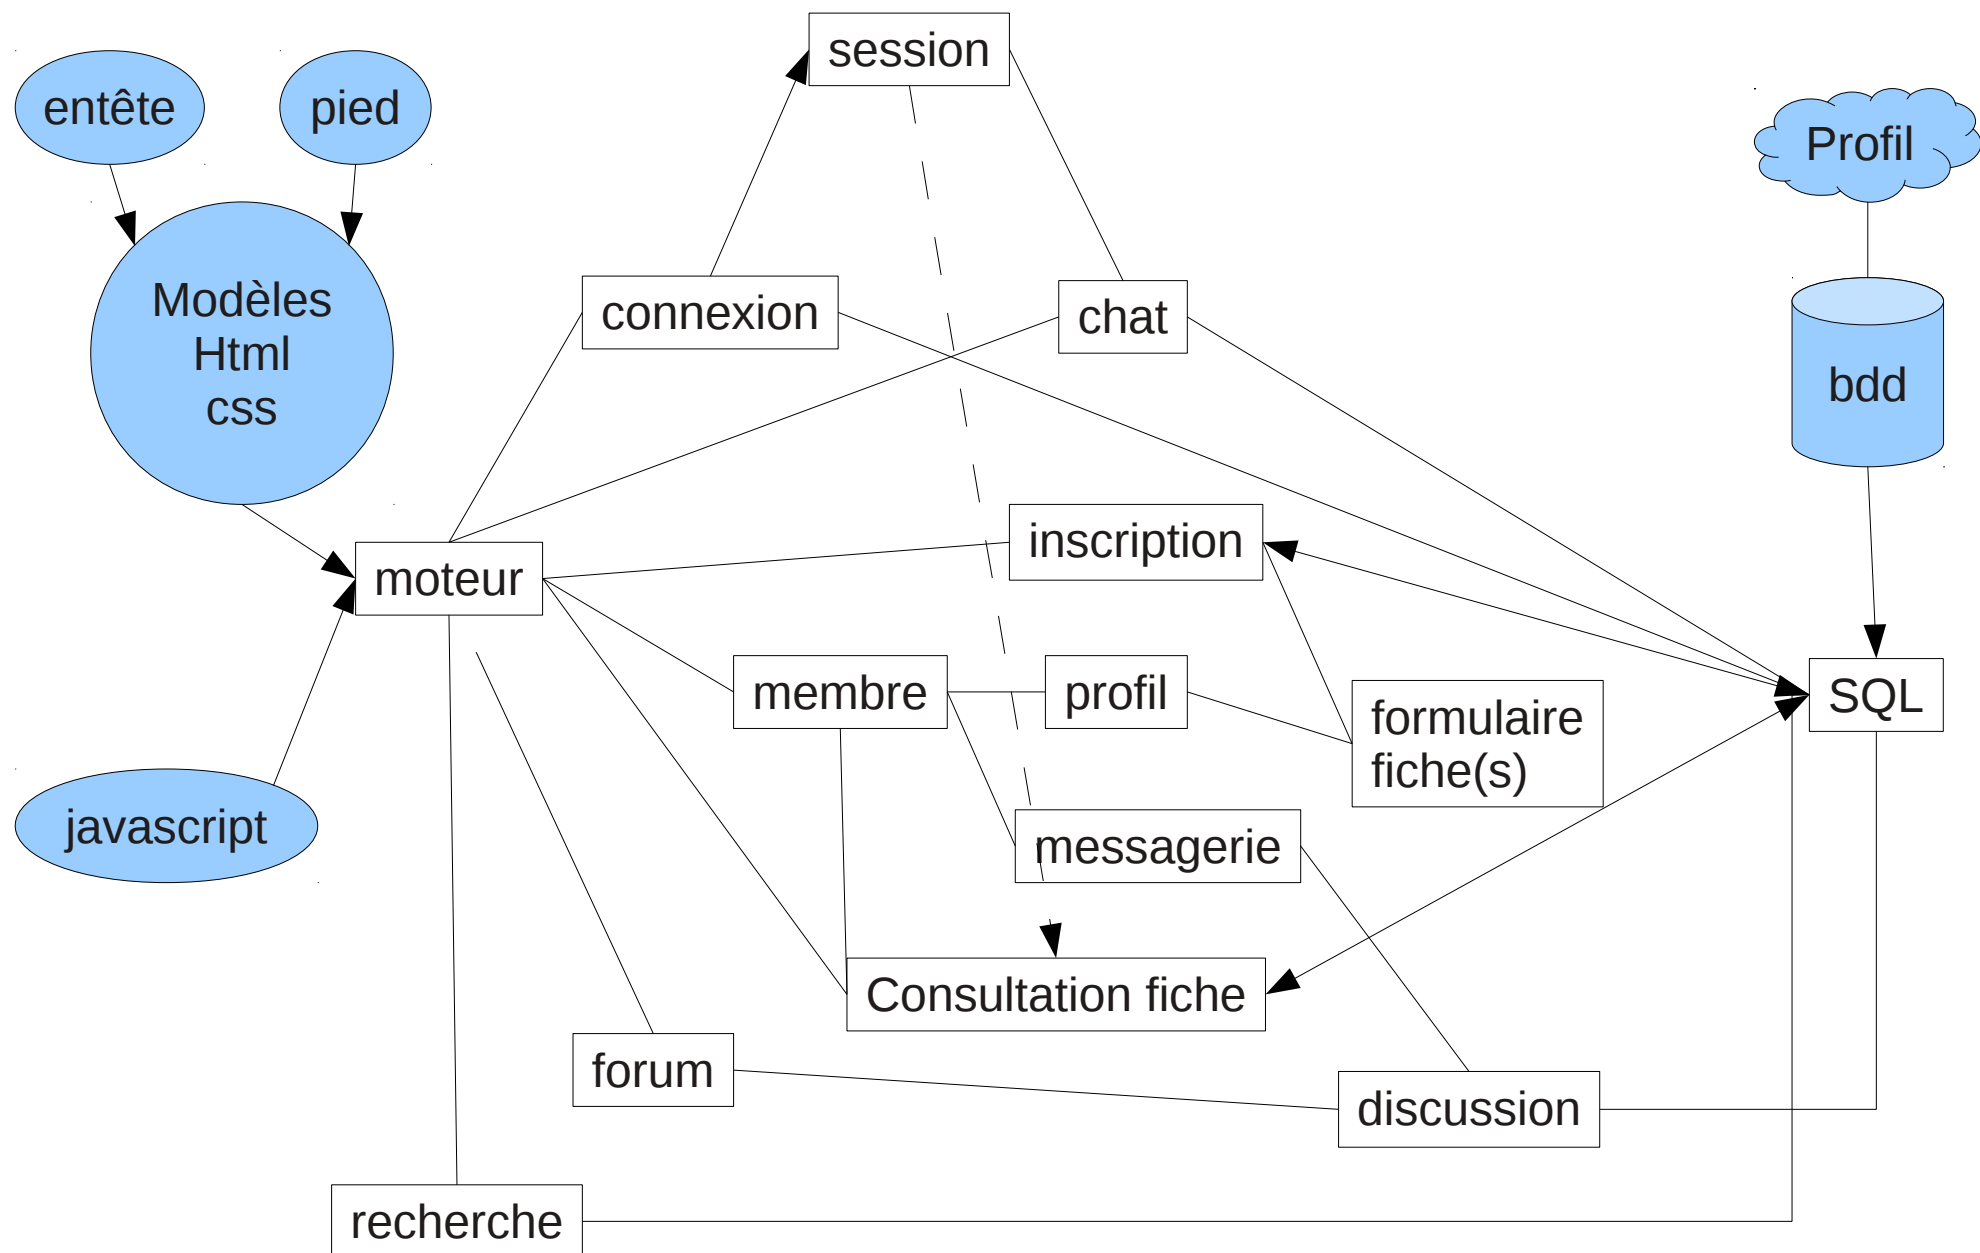 session
entête
pied
Profil
Modèles
Html
css
connexion
chat
bdd
inscription
moteur
membre
profil
SQL
formulaire
fiche(s)
javascript
messagerie
Consultation fiche
forum
discussion
recherche